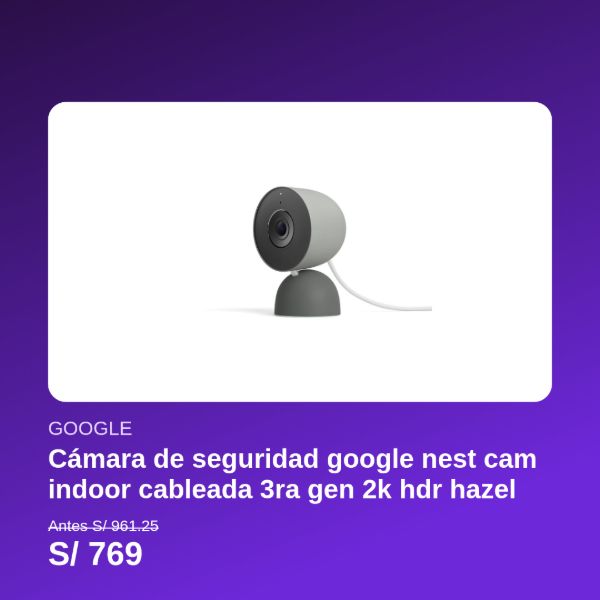 GOOGLE
Cámara de seguridad google nest cam
indoor cableada 3ra gen 2k hdr hazel
Antes S/ 961.25
S/ 769